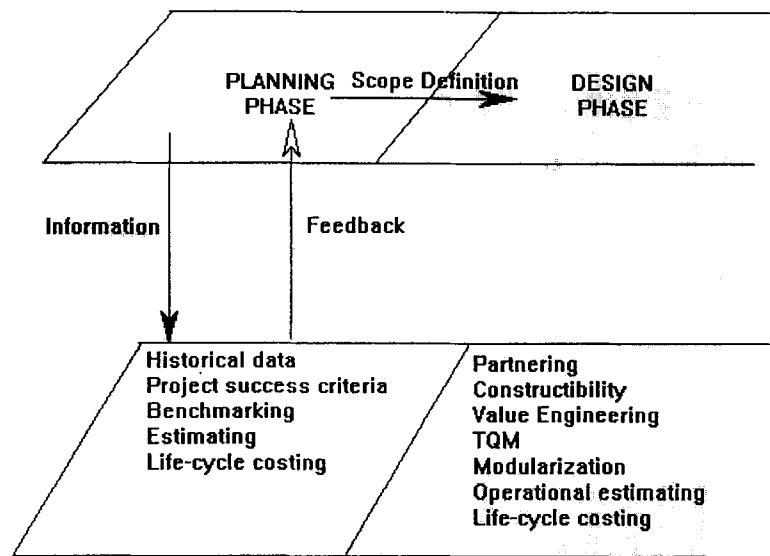 PLANNING
PHASE
Scope Definition
DESIGN
PHASE
Information
Feedback
Historical data
Project success criteria
Benchmarking
Estimating
Life-cycle costing
Partnering
Constructibility
Value Engineering
TQM
Modularization
Operational estimating
Life-cycle costing